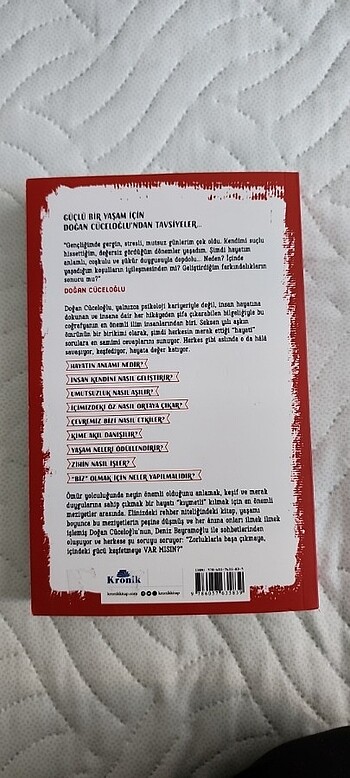 GÜÇLÜ BİR YAŞAM İÇİN
DOĞAN CÜCELOĞLU'NDAN TAVSİYELER...
"Gençliğimde gergin, stresli, mutsuz günlerim çok oldu. Kendimi suçlu
hissettiğim, değersiz gördüğüm dönemler yaşadım. Şimdi hayatım
anlamlı, coşkulu ve şükür duygusuyla dopdolu... Neden? İçinde
yaşadığım koşulların iyileşmesinden mi? Geliştirdiğim farkındalıkların
sonucu mu?"
DOĞAN CÜCELOĞLU
Doğan Cüceloğlu, yalnızca psikoloji kariyeriyle değil, insan hayatına
dokunan ve insana dair her hikâyeden şifa çıkarabilen bilgeliğiyle bu
coğrafyanın en önemli ilim insanlarından biri. Seksen yılı aşkın
ömrünün bir birikimi olarak, şimdi herkesin merak ettiği "hayati"
sorulara en samimi cevaplarını sunuyor. Herkes gibi aslında o da hâlâ
savaşıyor, keşfediyor, hayata değer katıyor.
HAYATIN ANLAMI NEDİR?
İNSAN KENDİNİ NASIL GELİŞTİRİR?
UMUTSUZLUK NASIL AŞILIR?
İÇİMİZDEKİ ÖZ NASIL ORTAYA ÇIKAR?
ÇEVREMİZ BİZİ NASIL ETKİLER?
KİME AKIL DANIŞILIR?
YAŞAM NELERİ ÖDÜLLENDİRİR?
ZİHİN NASIL İŞLER?
"BİZ" OLMAK İÇİN NELER YAPILMALIDIR?
Ömür yolculuğunda neyin önemli olduğunu anlamak, keşif ve merak
duygularına sahip çıkmak bir hayatı "kıymetli" kılmak için en önemli
meziyetler arasında. Elinizdeki rehber niteliğindeki kitap, yaşamı
boyunca bu meziyetlerin peşine düşmüş ve her ânına onları ilmek ilmek
işlemiş Doğan Cüceloğlu'nun, Deniz Bayramoğlu ile sohbetlerinden
oluşuyor ve herkese şu soruyu soruyor: "Zorluklarla başa çıkmaya,
içindeki gücü keşfetmeye VAR MISIN?"
Kronik
kronikkitap.com
kronikkitap